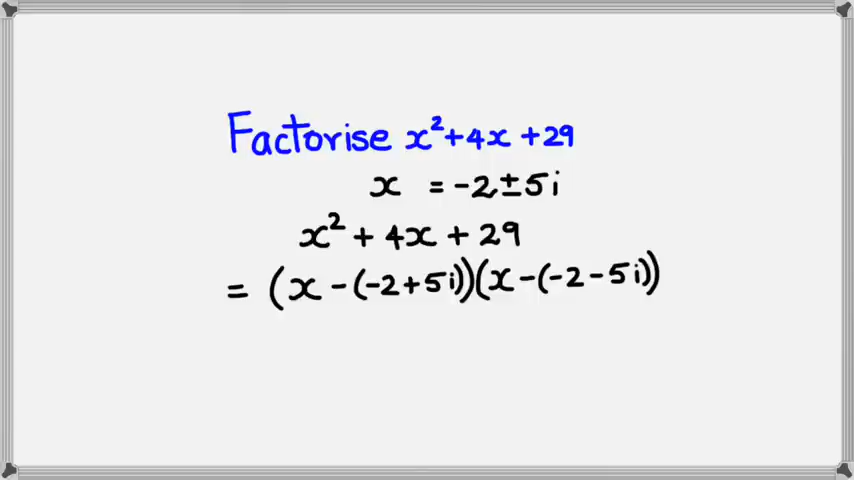 Factorise x²+4x+29
x = -2±5i
x² + 4x + 29
= (x-(-2+5i))(x-(-2-5i))